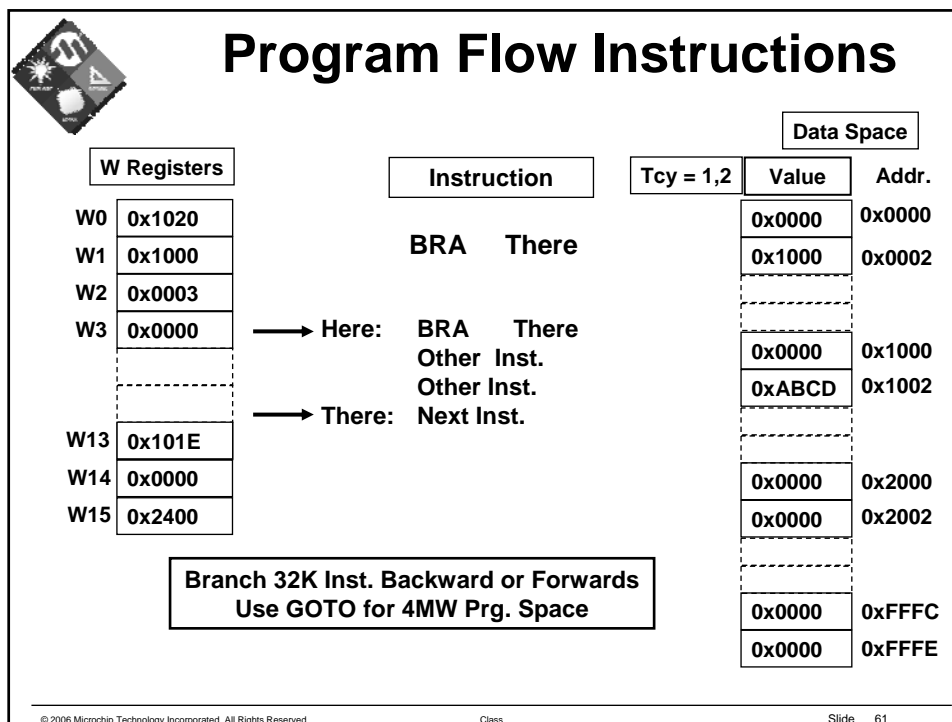 Program Flow Instructions
Data Space
W Registers
Instruction
Tcy = 1,2
Value
Addr.
W0 0x1020
W1 0x1000
W2 0x0003
W3 0x0000
W13 0x101E
W14 0x0000
W15 0x2400
BRA There
Here: BRA There
Other Inst.
Other Inst.
There: Next Inst.
0x0000 0x0000
0x1000 0x0002
0x0000 0x1000
0xABCD 0x1002
0x0000 0x2000
0x0000 0x2002
0x0000 0xFFFC
0x0000 0xFFFE
Branch 32K Inst. Backward or Forwards
Use GOTO for 4MW Prg. Space
© 2006 Microchip Technology Incorporated. All Rights Reserved.
Class
Slide 61